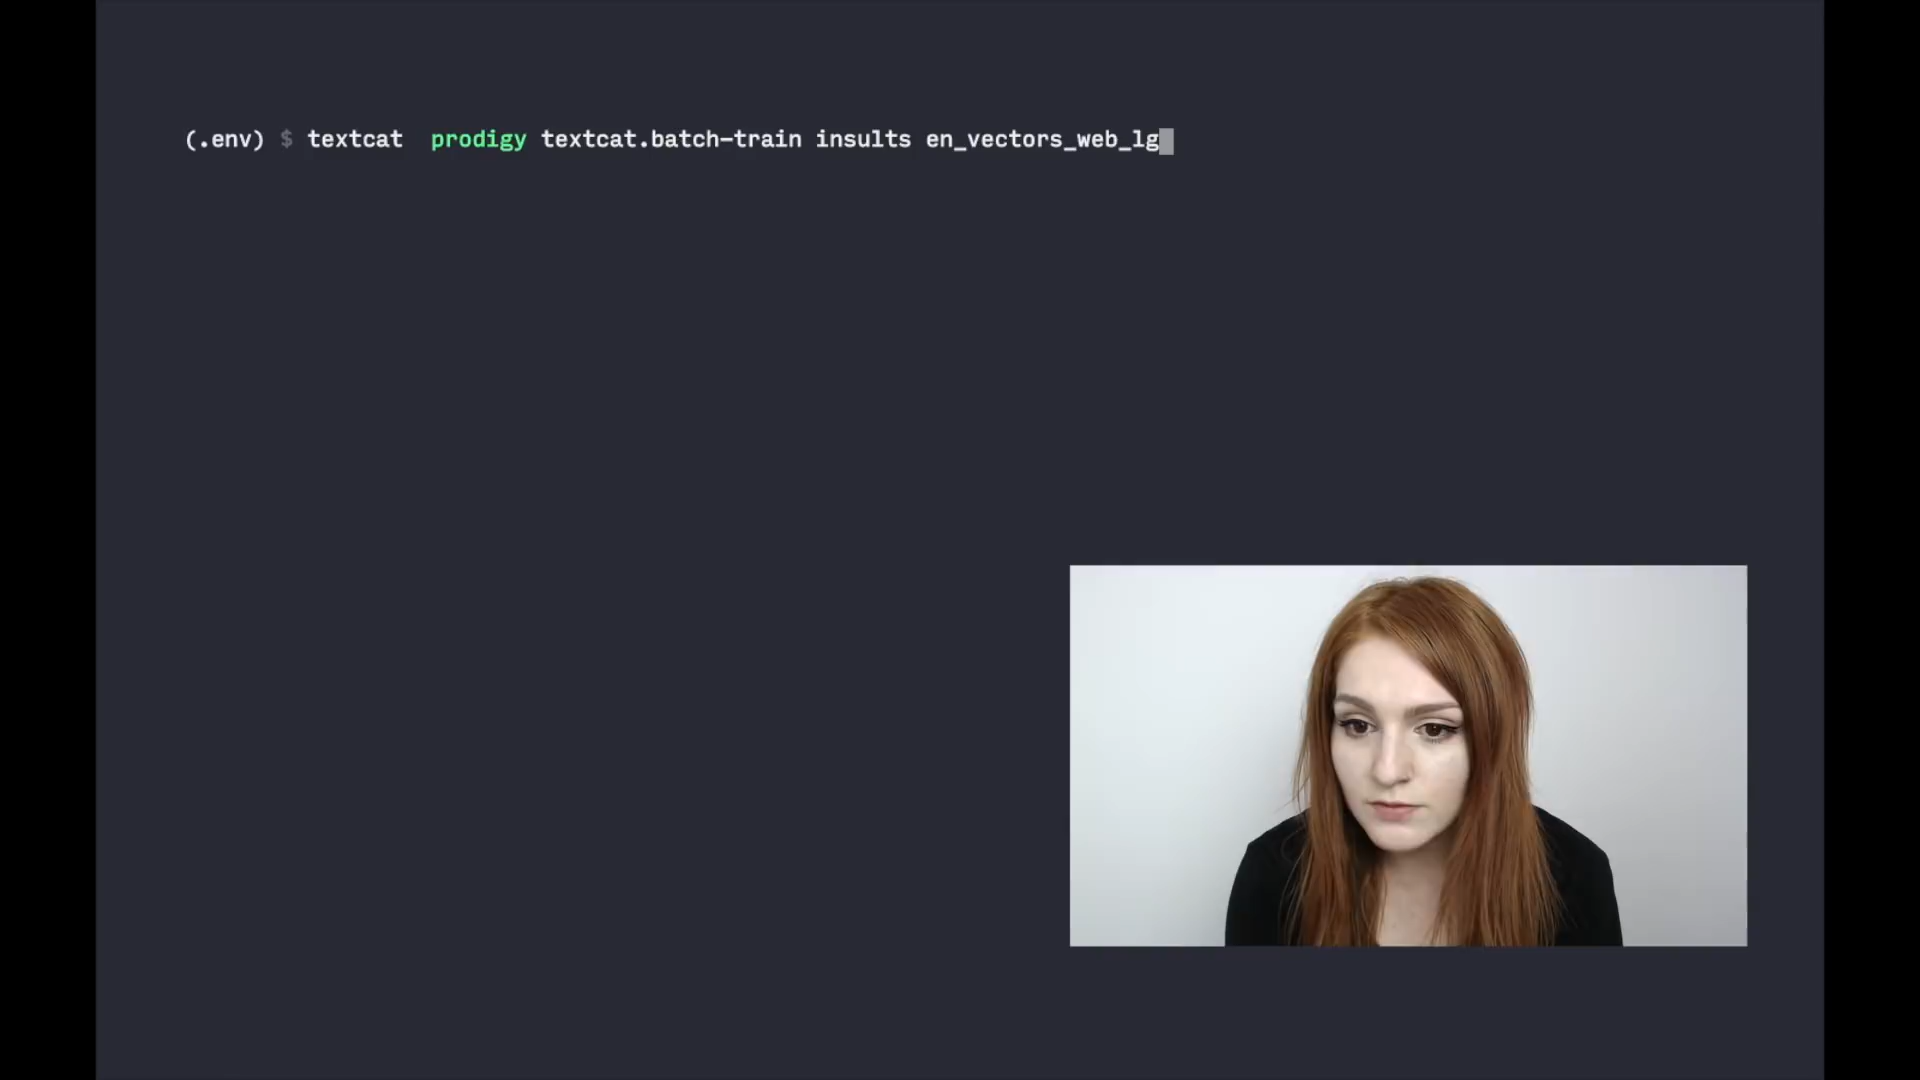 (.env) $ textcat prodigy textcat.batch-train insults en_vectors_web_lg